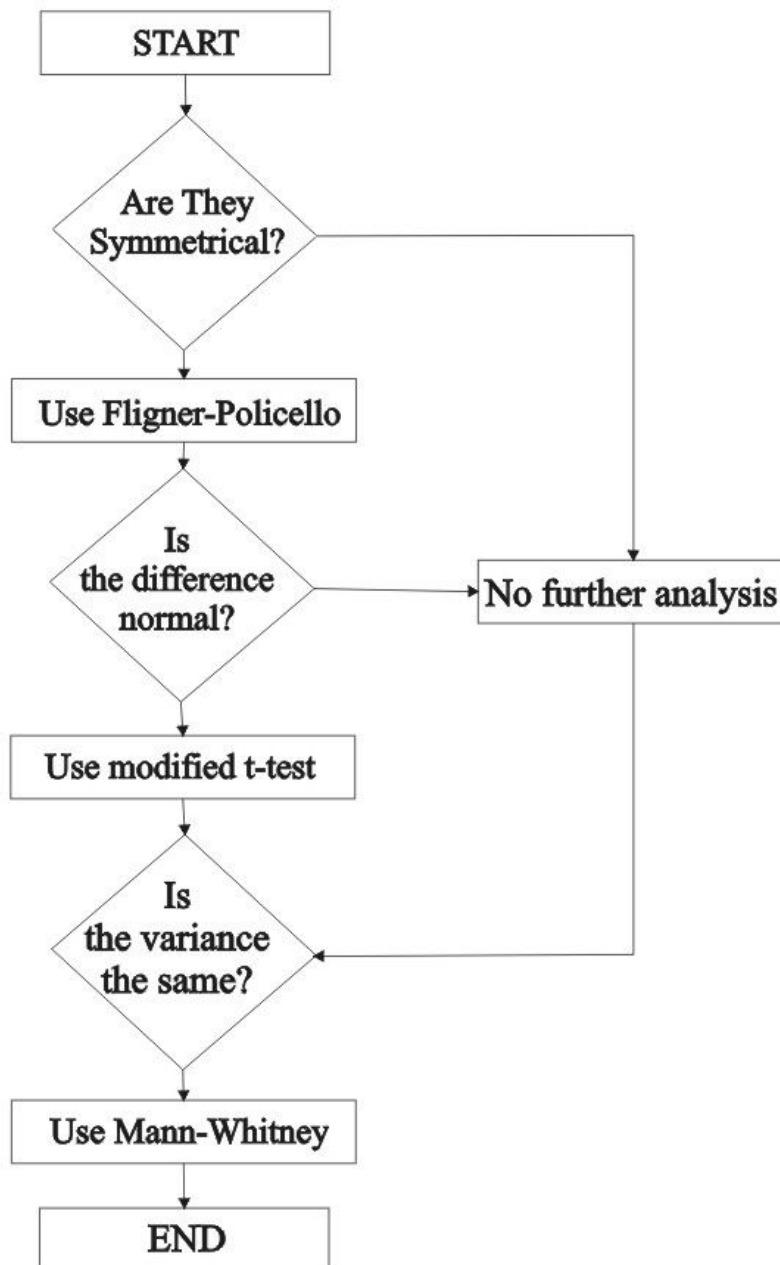 START
Are They
Symmetrical?
Use Fligner-Policello
Is
the difference
normal?
No further analysis
Use modified t-test
Is
the variance
the same?
Use Mann-Whitney
END